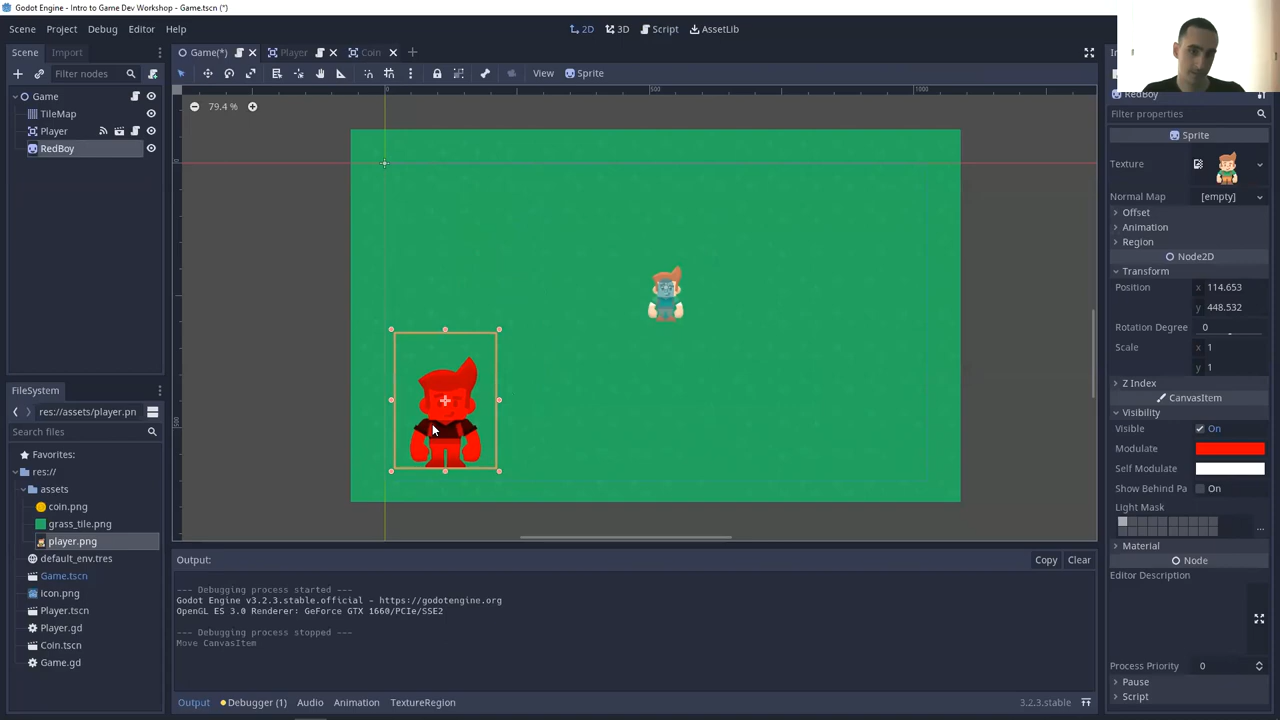 Godot Engine - Intro to Game Dev Workshop - Game.tscn (*)
Scene Project Debug Editor Help
2D 3D Script AssetLib
Scene Import
Game(*) Player Coin
Filter nodes
View Sprite
Game
TileMap
Player
RedBoy
79.4 %
0 500 1000
0
500
RedBoy
Filter properties
Sprite
Texture
Normal Map [empty]
Offset
Animation
Region
Node2D
Transform
Position x 114.653
y 448.532
Rotation Degree 0
Scale x 1
y 1
Z Index
CanvasItem
Visibility
Visible On
Modulate
Self Modulate
Show Behind Pa On
Light Mask
...
Material
Node
Editor Description
Process Priority 0
Pause
Script
FileSystem
res://assets/player.pn
Search files
Favorites:
res://
assets
coin.png
grass_tile.png
player.png
default_env.tres
Game.tscn
icon.png
Player.tscn
Player.gd
Coin.tscn
Game.gd
Output: Copy Clear
--- Debugging process started ---
Godot Engine v3.2.3.stable.official - https://godotengine.org
OpenGL ES 3.0 Renderer: GeForce GTX 1660/PCIe/SSE2
--- Debugging process stopped ---
Move CanvasItem
Output Debugger (1) Audio Animation TextureRegion 3.2.3.stable